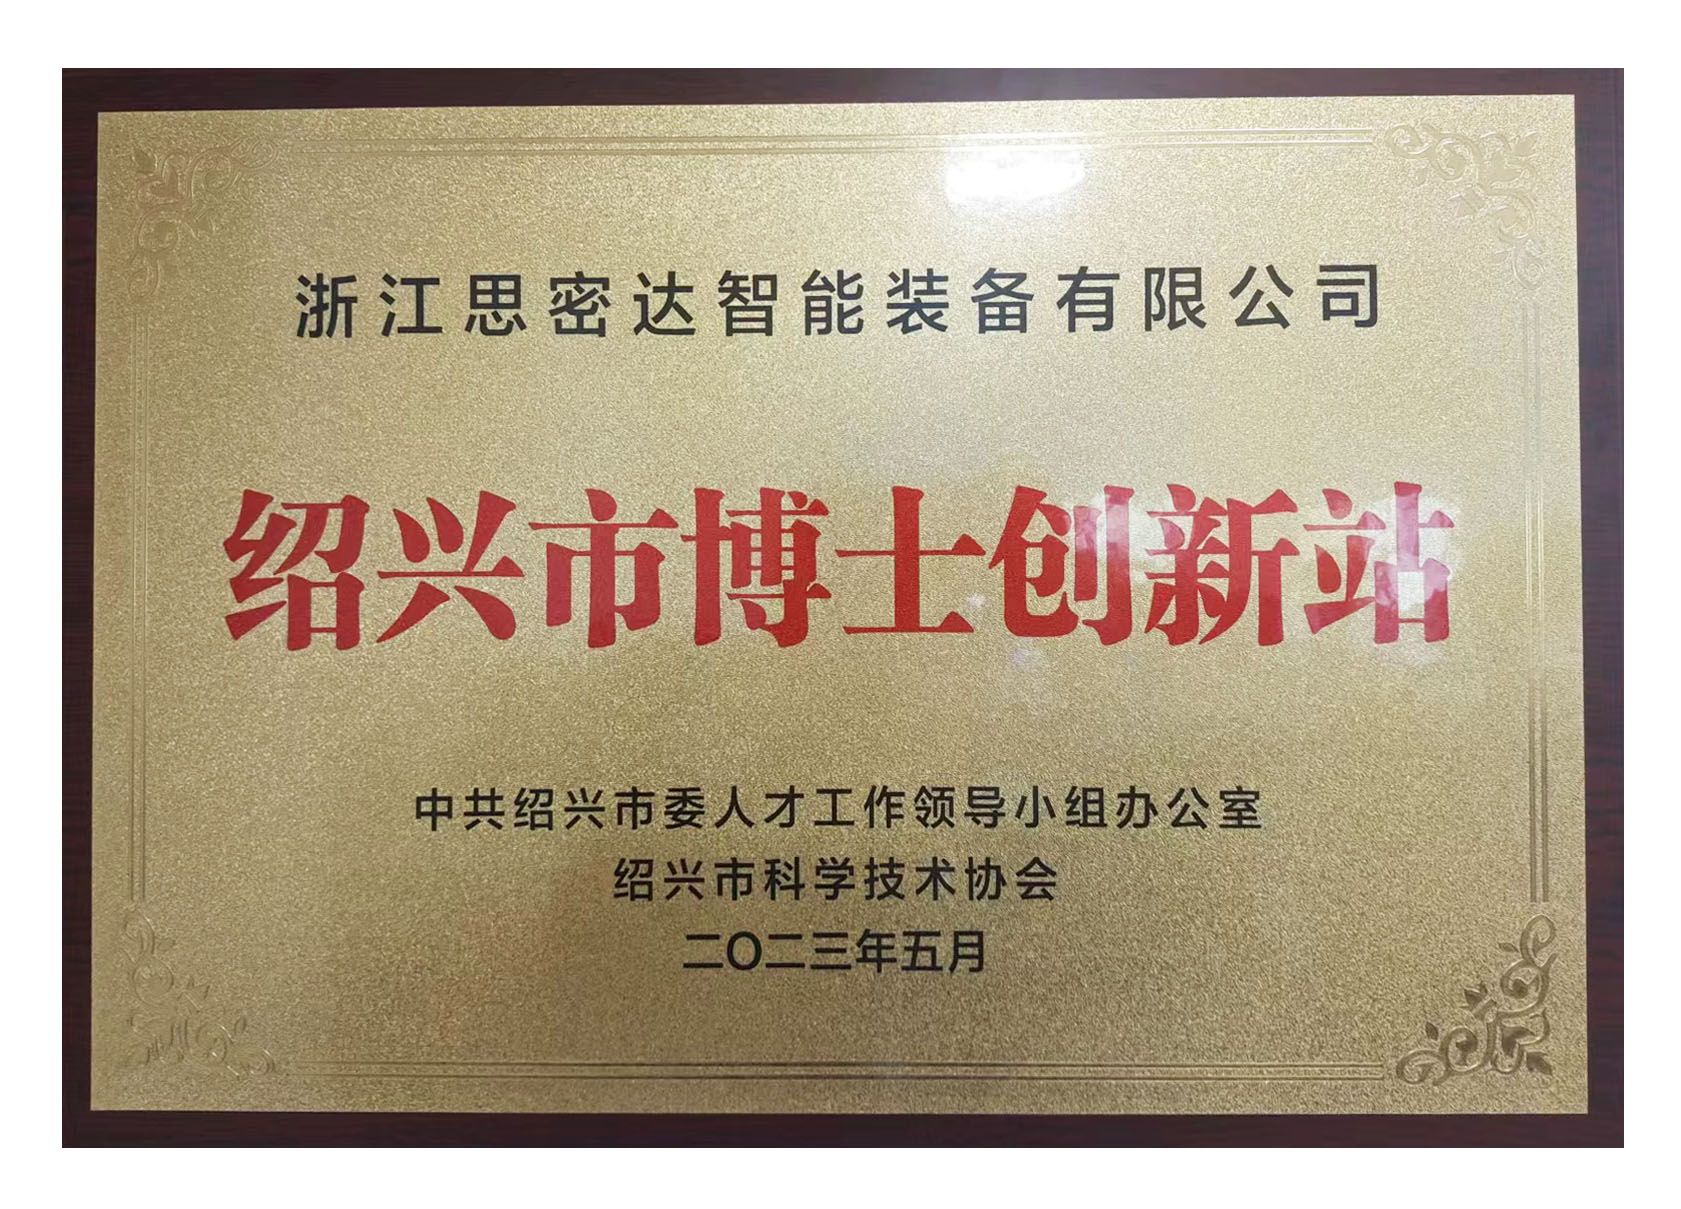 浙江思密达智能装备有限公司
绍兴市博士创新站
中共绍兴市委人才工作领导小组办公室
绍兴市科学技术协会
二〇二三年五月